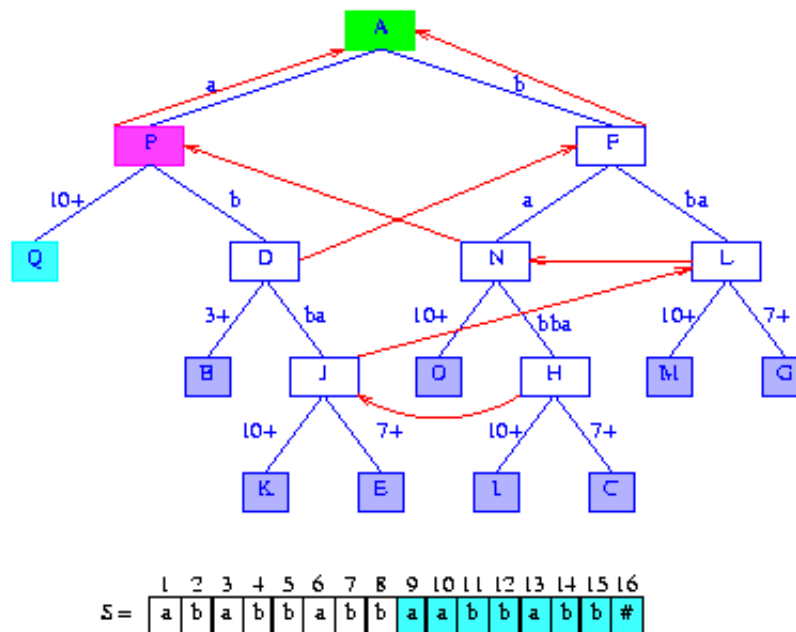 A
a b
P F
10+ b a ba
Q D N L
3+ ba 10+ bba 10+ 7+
B J O H M G
10+ 7+ 10+ 7+
K E I C
1 2 3 4 5 6 7 8 9 10 11 12 13 14 15 16
S = a b a b b a b b a a b b a b b #